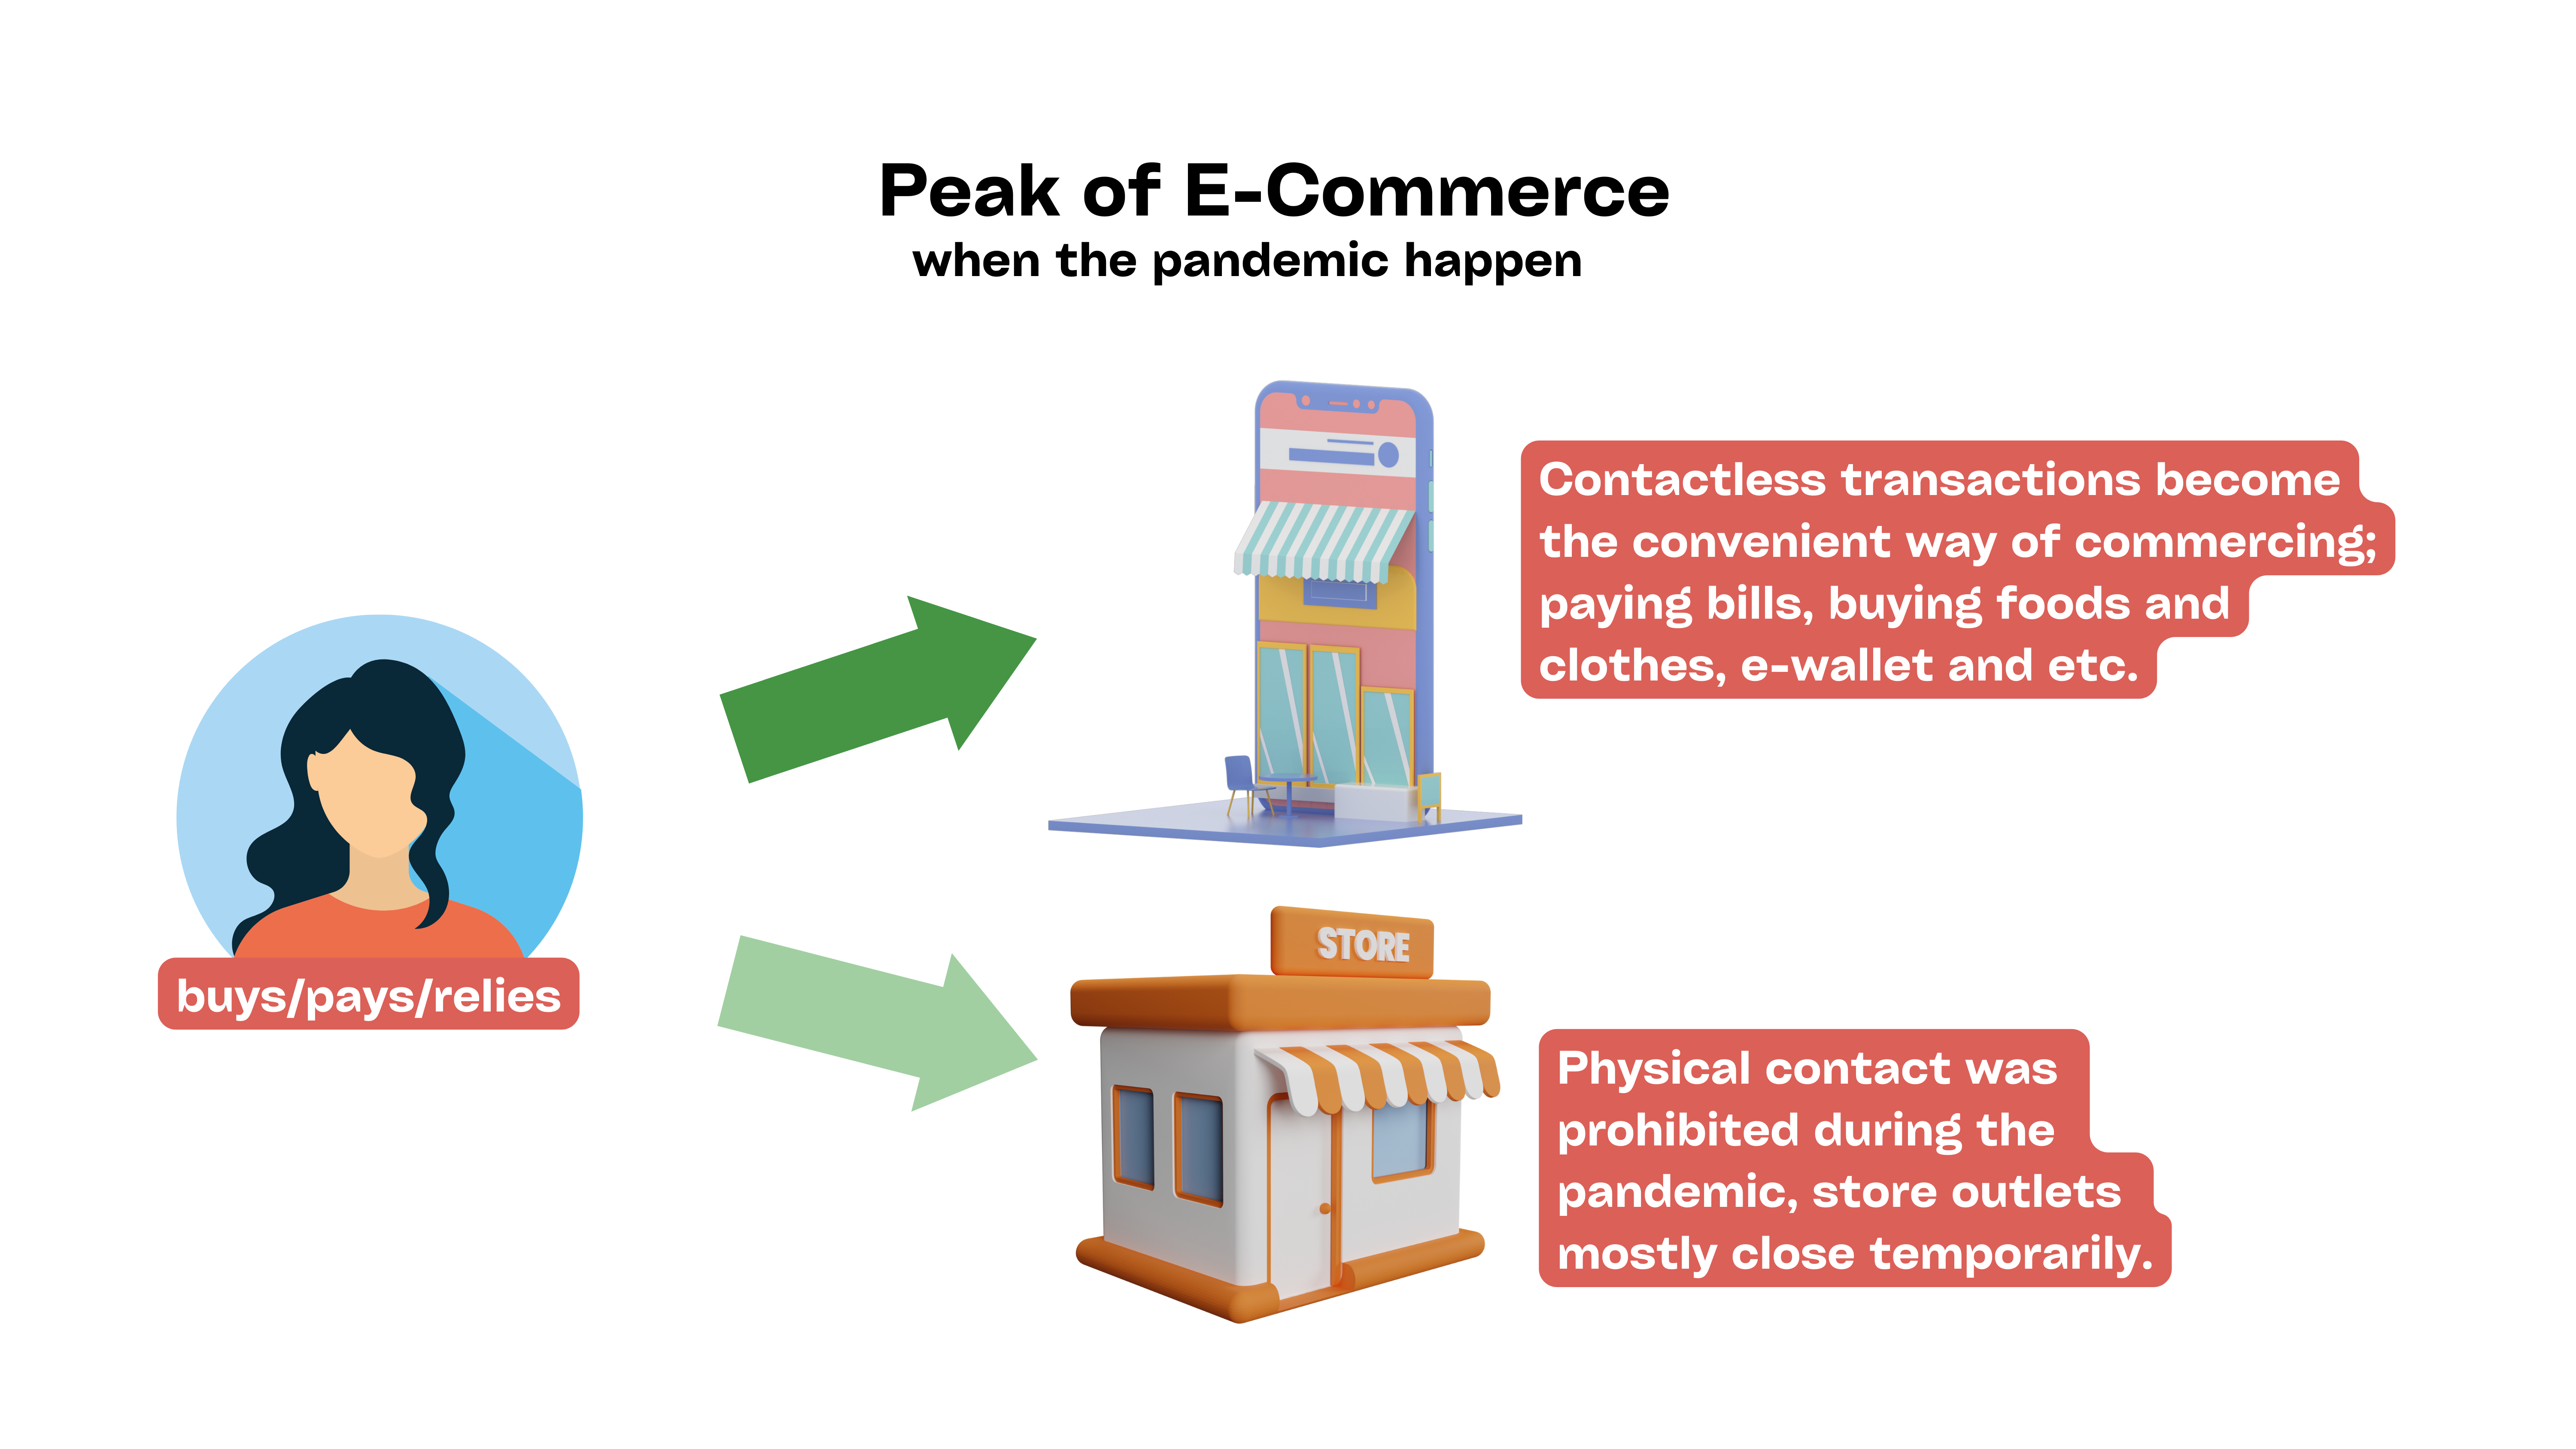 Peak of E-Commerce
when the pandemic happen
Contactless transactions become
the convenient way of commercing;
paying bills, buying foods and
clothes, e-wallet and etc.
buys/pays/relies
STORE
Physical contact was
prohibited during the
pandemic, store outlets
mostly close temporarily.